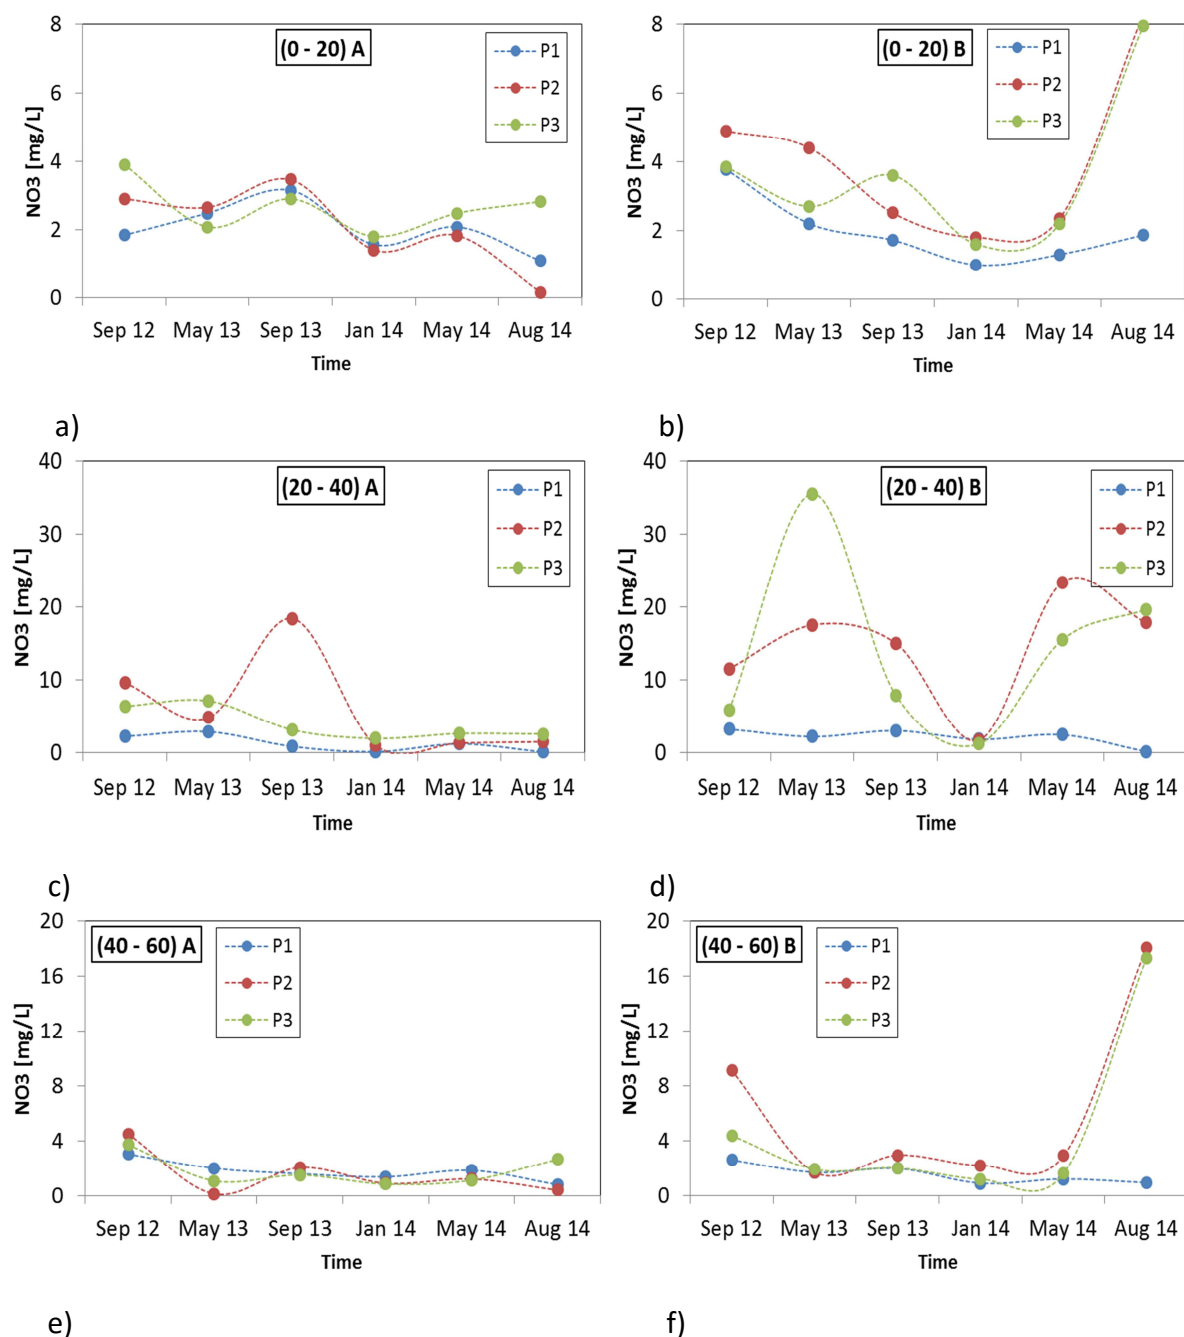 (0 - 20) A
P1
P2
P3
NO3 [mg/L]
8
6
4
2
0
Sep 12 May 13 Sep 13 Jan 14 May 14 Aug 14
Time
a)
(0 - 20) B
P1
P2
P3
NO3 [mg/L]
8
6
4
2
0
Sep 12 May 13 Sep 13 Jan 14 May 14 Aug 14
Time
b)
(20 - 40) A
P1
P2
P3
NO3 [mg/L]
40
30
20
10
0
Sep 12 May 13 Sep 13 Jan 14 May 14 Aug 14
Time
c)
(20 - 40) B
P1
P2
P3
NO3 [mg/L]
40
30
20
10
0
Sep 12 May 13 Sep 13 Jan 14 May 14 Aug 14
Time
d)
(40 - 60) A
P1
P2
P3
NO3 [mg/L]
20
16
12
8
4
0
Sep 12 May 13 Sep 13 Jan 14 May 14 Aug 14
Time
e)
(40 - 60) B
P1
P2
P3
NO3 [mg/L]
20
16
12
8
4
0
Sep 12 May 13 Sep 13 Jan 14 May 14 Aug 14
Time
f)